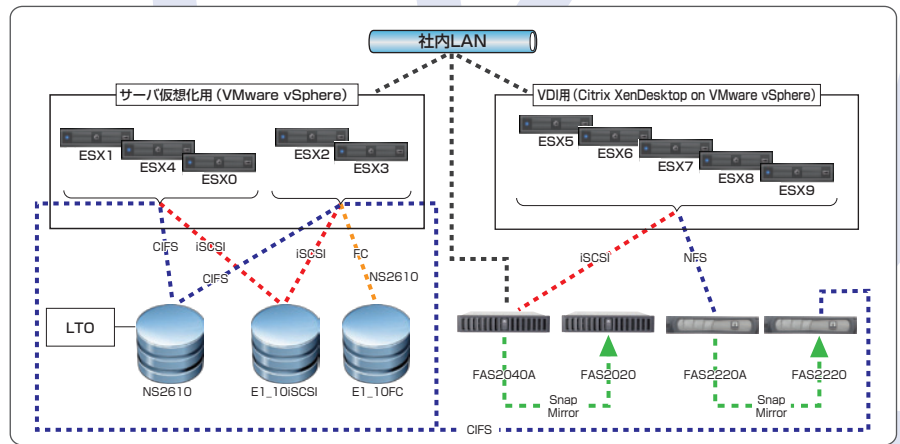 社内LAN
サーバ仮想化用（VMware vSphere）
VDI用（Citrix XenDesktop on VMware vSphere）
ESX1
ESX4
ESX0
ESX2
ESX3
ESX5
ESX6
ESX7
ESX8
ESX9
CIFS
iSCSI
CIFS
iSCSI
FC
NS2610
iSCSI
NFS
LTO
NS2610
E1_10iSCSI
E1_10FC
FAS2040A
FAS2020
FAS2220A
FAS2220
Snap
Mirror
Snap
Mirror
CIFS